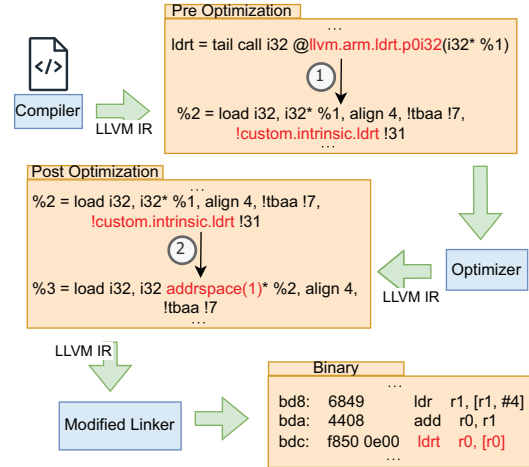 Pre Optimization
...
ldrt = tail call i32 @llvm.arm.ldrt.p0i32(i32* %1)
1
%2 = load i32, i32* %1, align 4, !tbaa !7,
!custom.intrinsic.ldrt !31
...
</>
Compiler
LLVM IR
Post Optimization
...
%2 = load i32, i32* %1, align 4, !tbaa !7,
!custom.intrinsic.ldrt !31
2
%3 = load i32, i32 addrspace(1)* %2, align 4,
!tbaa !7
...
Optimizer
LLVM IR
LLVM IR
Modified Linker
Binary
...
bd8: 6849 ldr r1, [r1, #4]
bda: 4408 add r0, r1
bdc: f850 0e00 ldrt r0, [r0]
...